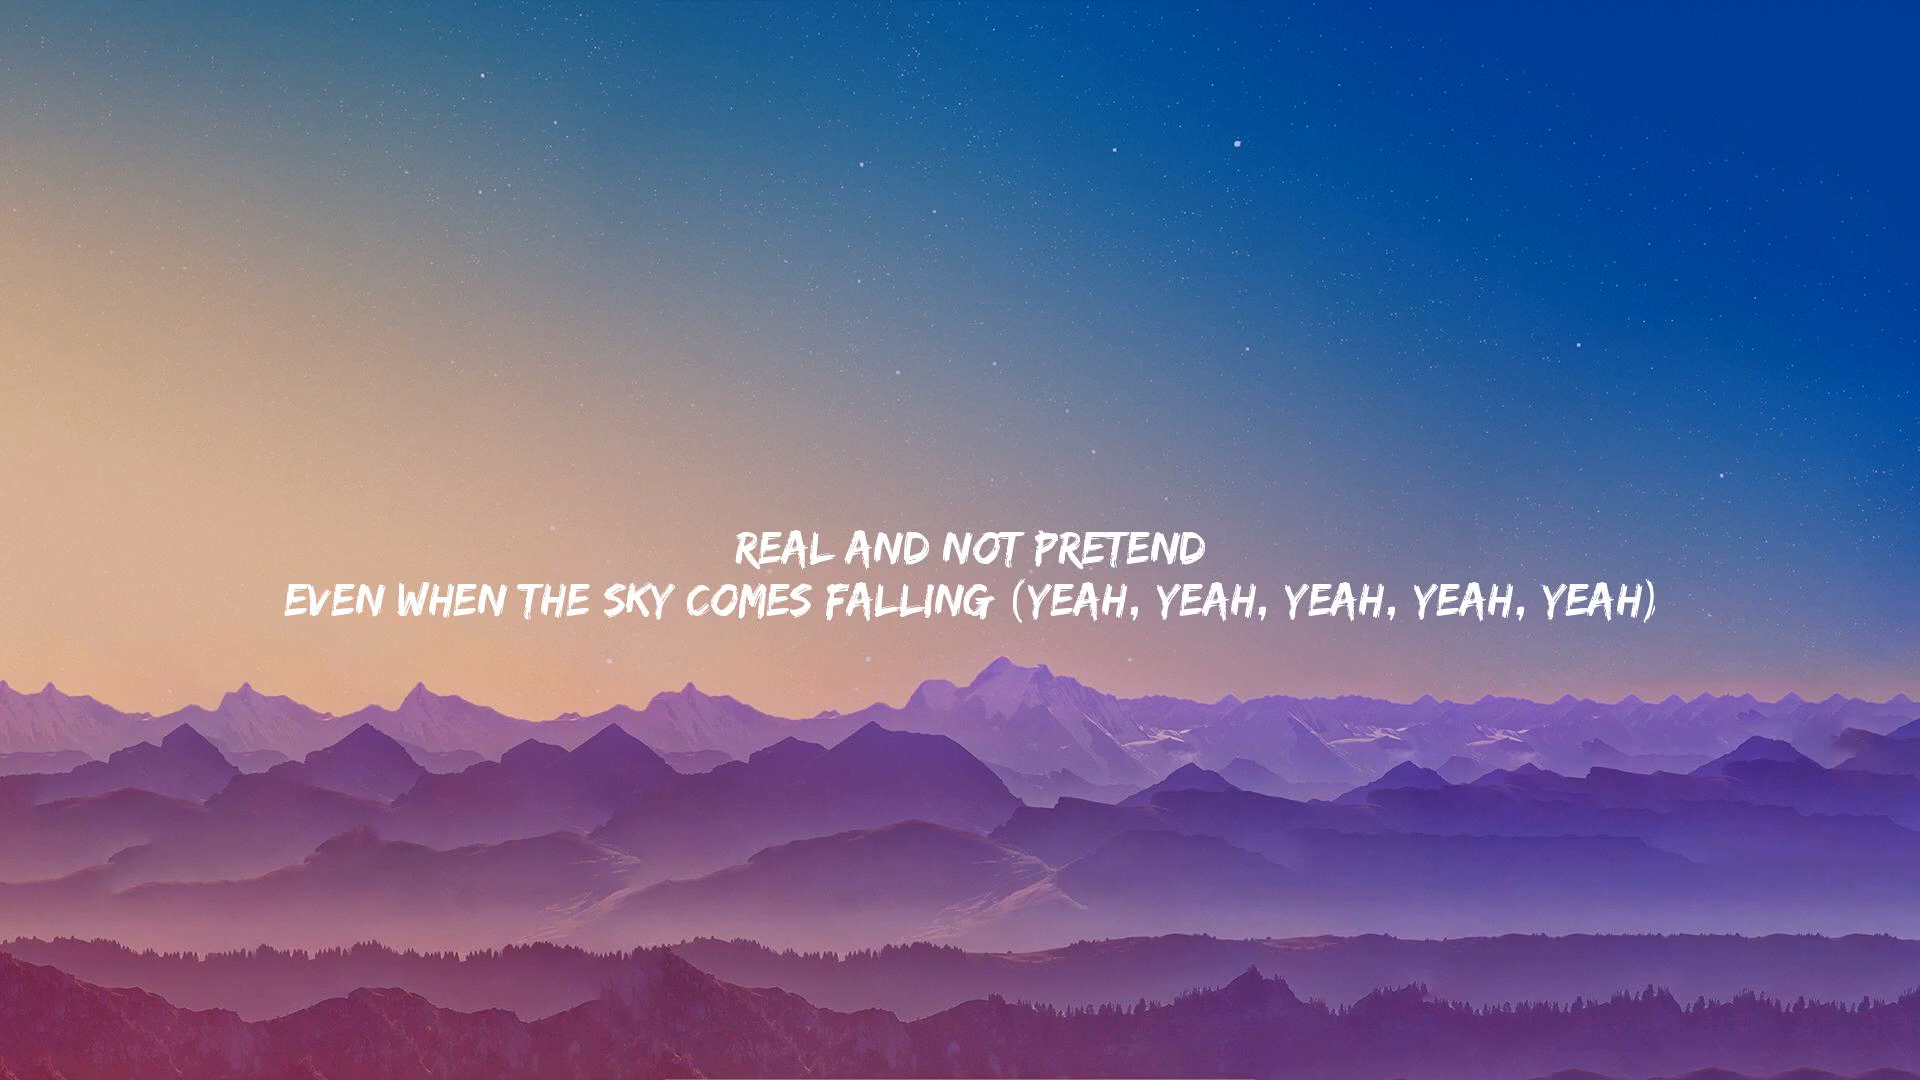 REAL AND NOT PRETEND
EVEN WHEN THE SKY COMES FALLING (YEAH, YEAH, YEAH, YEAH, YEAH)